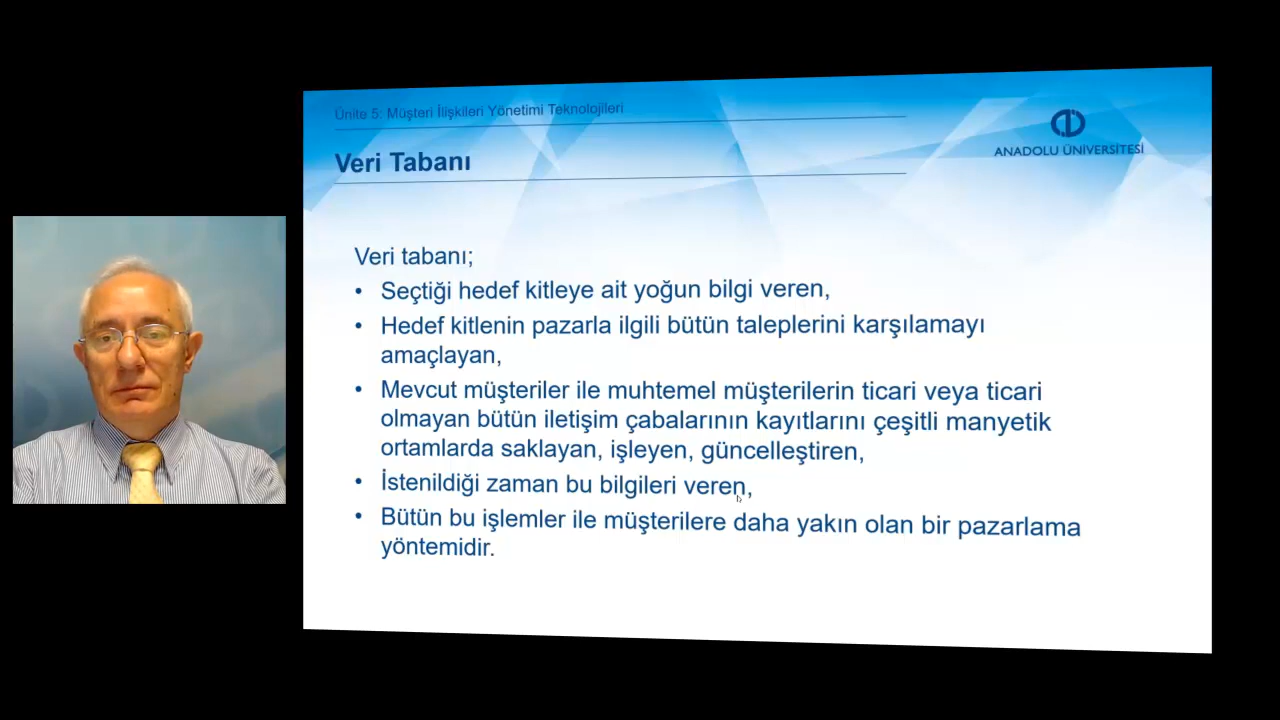 Ünite 5: Müşteri İlişkileri Yönetimi Teknolojileri
ANADOLU ÜNİVERSİTESİ
Veri Tabanı
Veri tabanı;
• Seçtiği hedef kitleye ait yoğun bilgi veren,
• Hedef kitlenin pazarla ilgili bütün taleplerini karşılamayı
amaçlayan,
• Mevcut müşteriler ile muhtemel müşterilerin ticari veya ticari
olmayan bütün iletişim çabalarının kayıtlarını çeşitli manyetik
ortamlarda saklayan, işleyen, güncelleştiren,
• İstenildiği zaman bu bilgileri veren,
• Bütün bu işlemler ile müşterilere daha yakın olan bir pazarlama
yöntemidir.